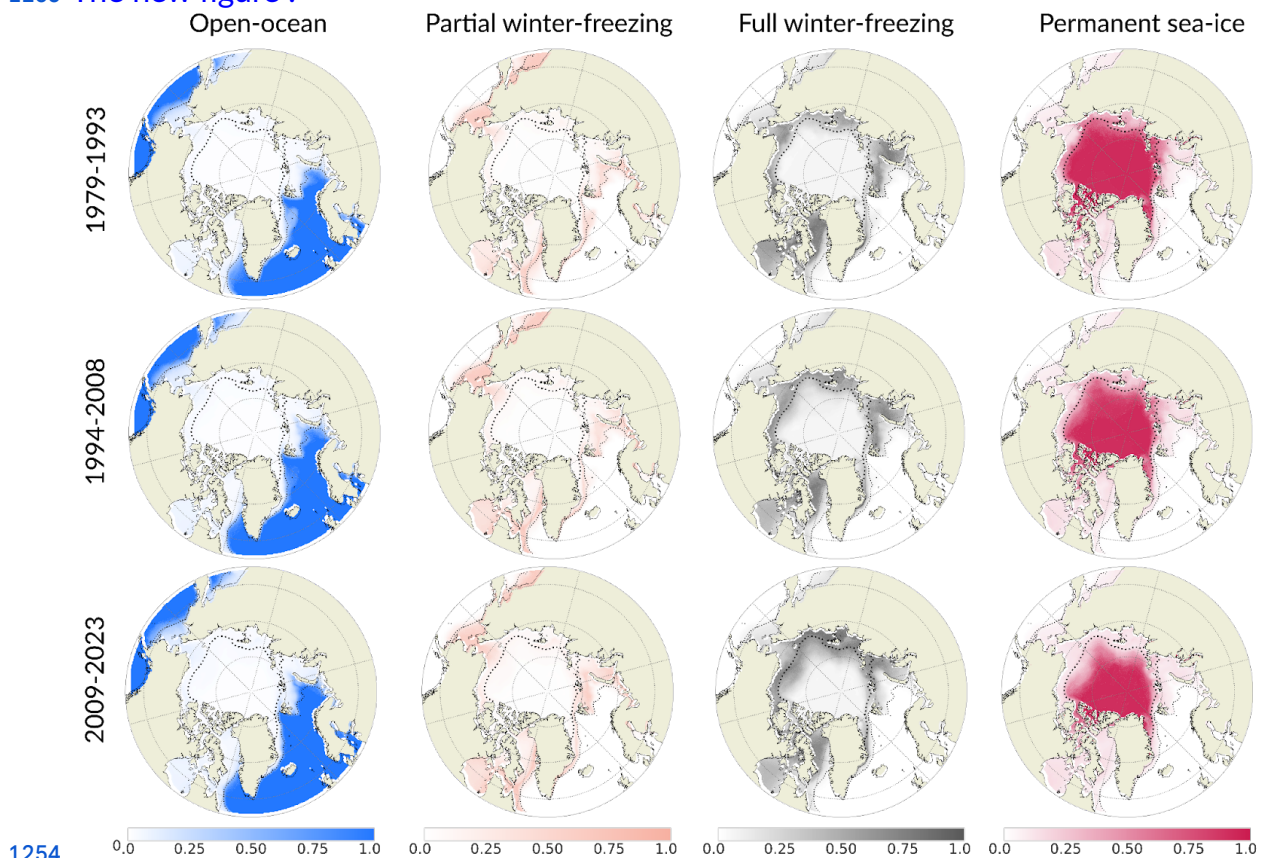 The new figure :
Open-ocean Partial winter-freezing Full winter-freezing Permanent sea-ice
1979-1993
1994-2008
2009-2023
0.0 0.25 0.50 0.75 1.0 0.0 0.25 0.50 0.75 1.0 0.0 0.25 0.50 0.75 1.0 0.0 0.25 0.50 0.75 1.0
1254